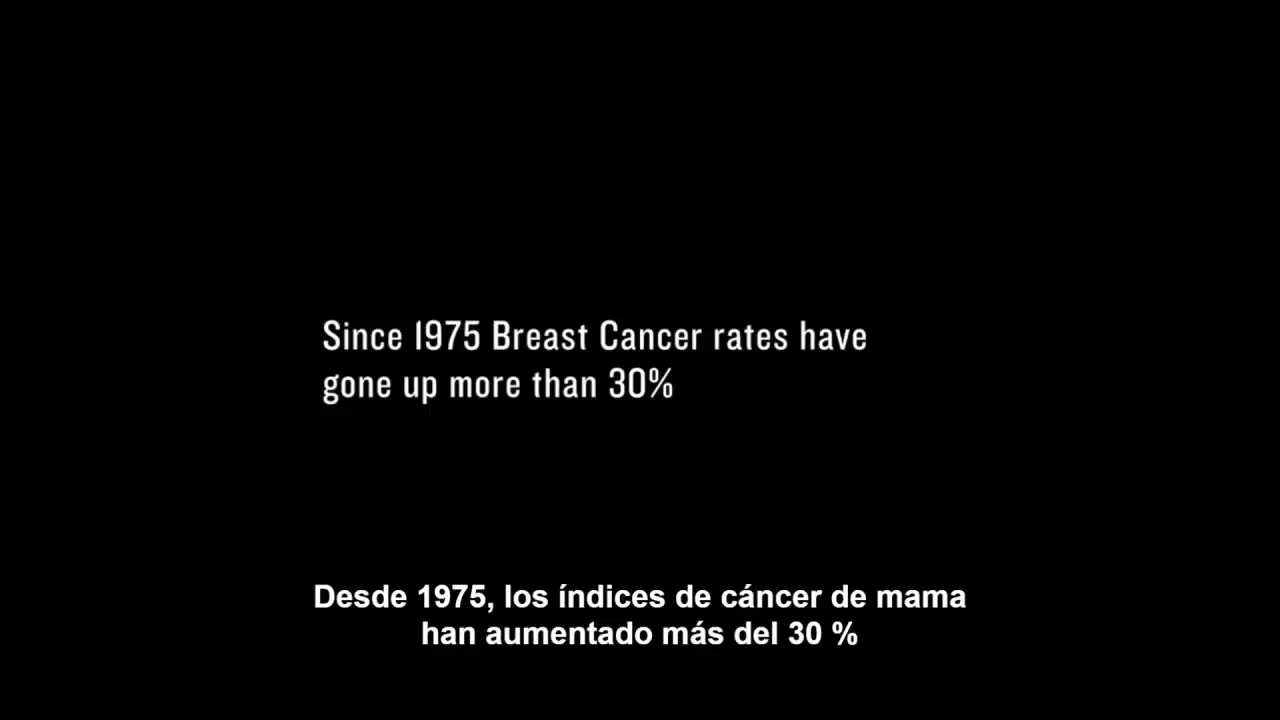 Since 1975 Breast Cancer rates have
gone up more than 30%
Desde 1975, los índices de cáncer de mama
han aumentado más del 30 %